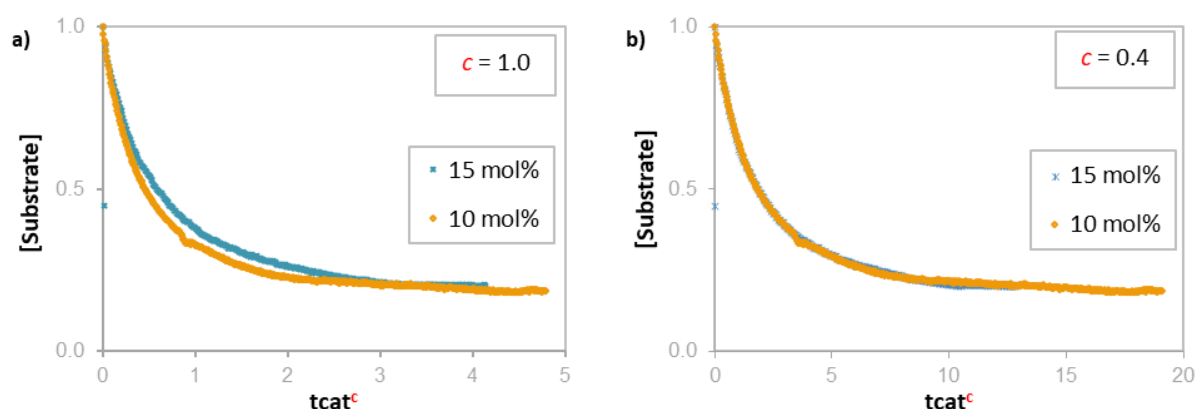 a)
1.0
0.5
0.0
[Substrate]
c = 1.0
15 mol%
10 mol%
0 1 2 3 4 5
tcatᶜ
b)
1.0
0.5
0.0
[Substrate]
c = 0.4
15 mol%
10 mol%
0 5 10 15 20
tcatᶜ